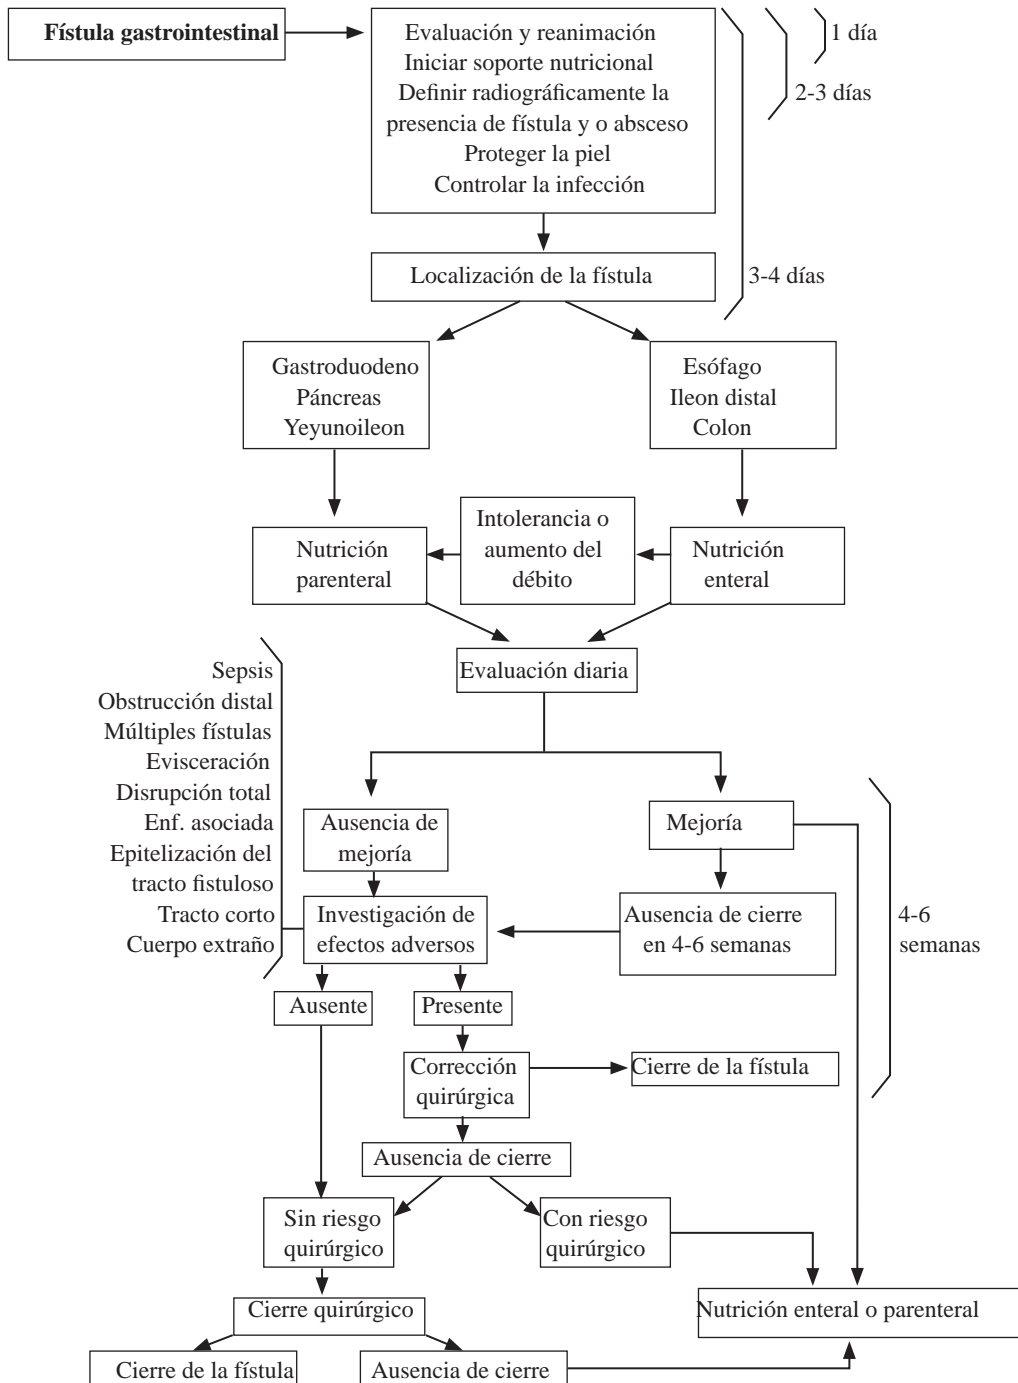 Fístula gastrointestinal
Evaluación y reanimación
Iniciar soporte nutricional
Definir radiográficamente la
presencia de fístula y o absceso
Proteger la piel
Controlar la infección
1 día
2-3 días
3-4 días
Localización de la fístula
Gastroduodeno
Páncreas
Yeyunoileon
Esófago
Ileon distal
Colon
Nutrición
parenteral
Intolerancia o
aumento del
débito
Nutrición
enteral
Evaluación diaria
Sepsis
Obstrucción distal
Múltiples fístulas
Evisceración
Disrupción total
Enf. asociada
Epitelización del
tracto fistuloso
Tracto corto
Cuerpo extraño
Ausencia de
mejoría
Mejoría
Investigación de
efectos adversos
Ausencia de cierre
en 4-6 semanas
4-6
semanas
Ausente
Presente
Corrección
quirúrgica
Cierre de la fístula
Ausencia de cierre
Sin riesgo
quirúrgico
Con riesgo
quirúrgico
Cierre quirúrgico
Nutrición enteral o parenteral
Cierre de la fístula
Ausencia de cierre